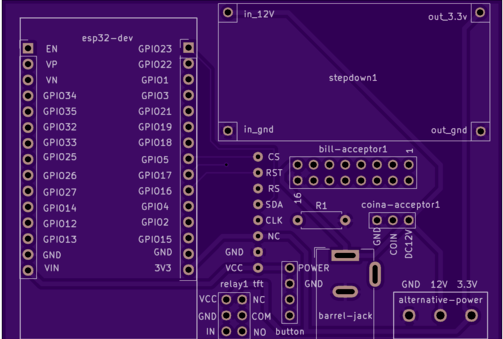 in_12V
out_3.3v
esp32-dev
EN GPIO23
VP GPIO22
VN GPIO1
GPIO34 GPIO3
GPIO35 GPIO21
GPIO32 GPIO19
GPIO33 GPIO18
GPIO25 GPIO5
GPIO26 GPIO17
GPIO27 GPIO16
GPIO14 GPIO4
GPIO12 GPIO2
GPIO13 GPIO15
GND GND
VIN 3V3
stepdown1
in_gnd
out_gnd
bill-acceptor1
1
16
CS
RST
RS
SDA
CLK
NC
GND
VCC
R1
coina-acceptor1
GND
COIN
DC12V
POWER
GND
barrel-jack
relay1 tft
VCC NC
GND COM
IN NO
button
GND 12V 3.3V
alternative-power